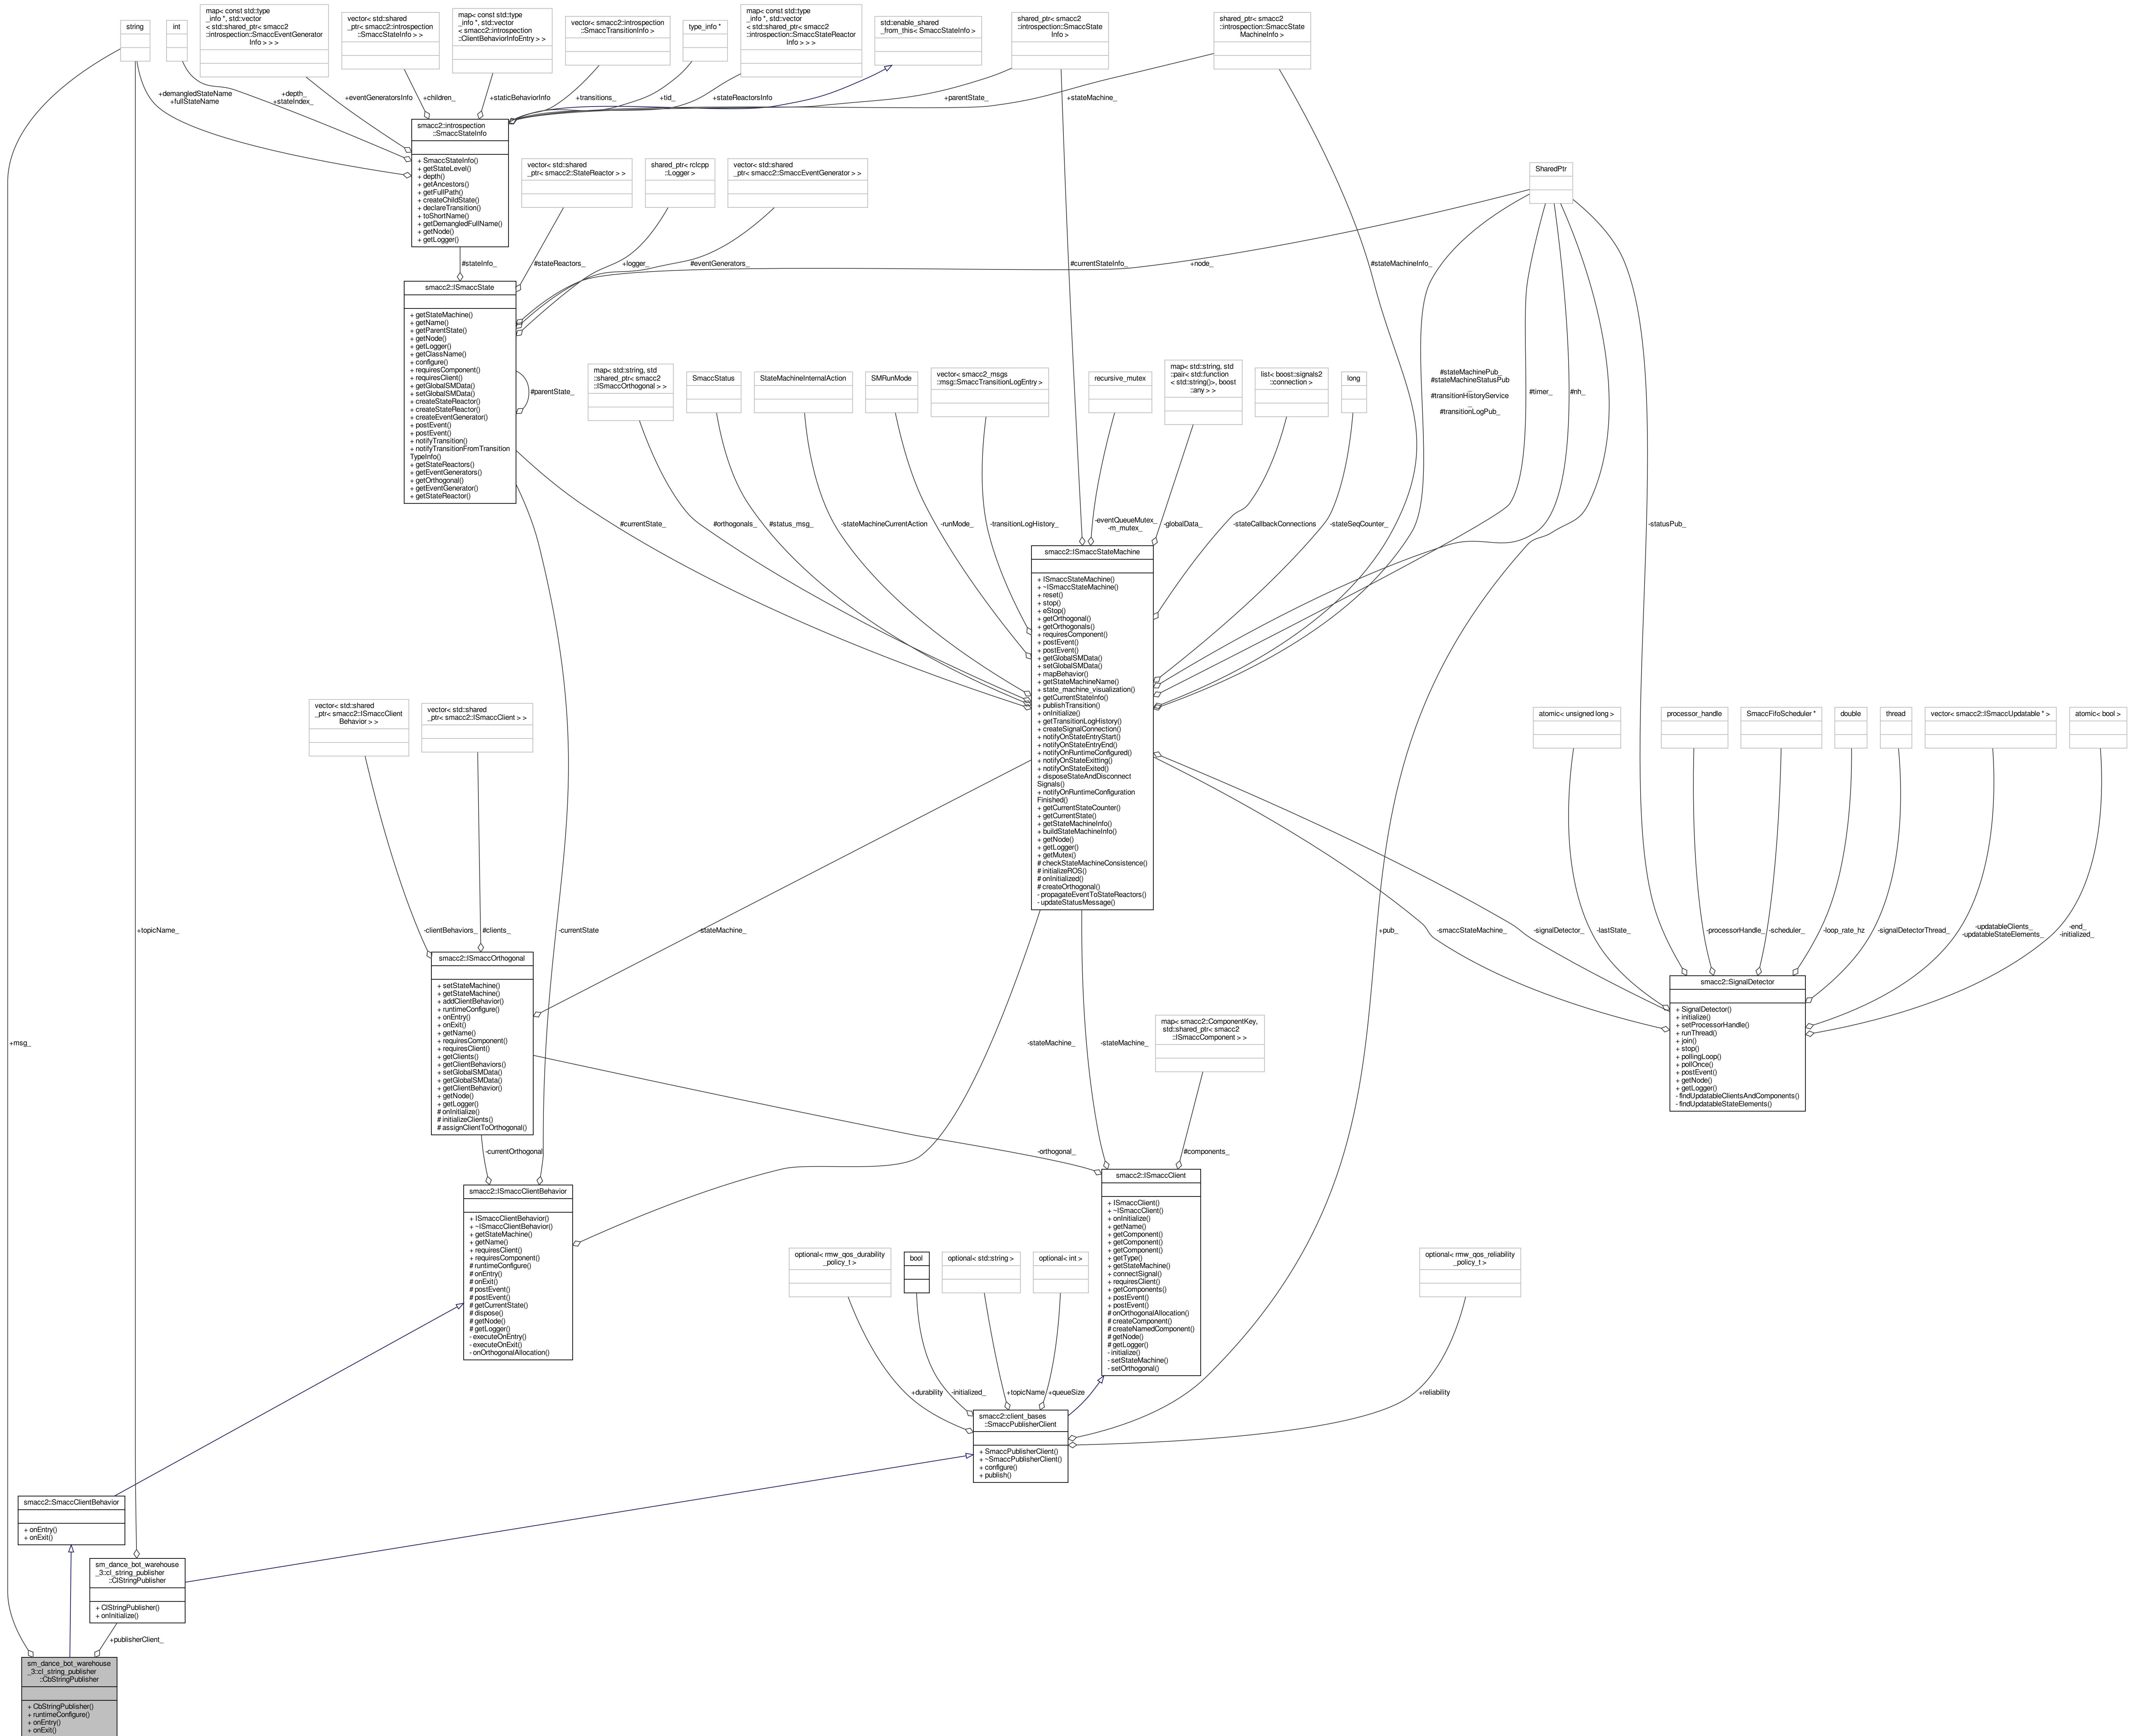 string
int
map< const std::type
_info *, std::vector
< std::shared_ptr< smacc2
::introspection::SmaccEventGenerator
Info > > >
vector< std::shared
_ptr< smacc2::introspection
::SmaccStateInfo > >
map< const std::type
_info *, std::vector
< smacc2::introspection
::ClientBehaviorInfoEntry > >
vector< smacc2::introspection
::SmaccTransitionInfo >
type_info *
map< const std::type
_info *, std::vector
< std::shared_ptr< smacc2
::introspection::SmaccStateReactor
Info > > >
std::enable_shared
_from_this< SmaccStateInfo >
shared_ptr< smacc2
::introspection::SmaccState
Info >
shared_ptr< smacc2
::introspection::SmaccState
MachineInfo >
+demangledStateName
+fullStateName
+depth_
+stateIndex_
+eventGeneratorsInfo
+children_
+staticBehaviorInfo
+transitions_
+tid_
+stateReactorsInfo
+parentState_
+stateMachine_
smacc2::introspection
::SmaccStateInfo
+ SmaccStateInfo()
+ getStateLevel()
+ depth()
+ getAncestors()
+ getFullPath()
+ createChildState()
+ declareTransition()
+ toShortName()
+ getDemangledFullName()
+ getNode()
+ getLogger()
vector< std::shared
_ptr< smacc2::StateReactor > >
shared_ptr< rclcpp
::Logger >
vector< std::shared
_ptr< smacc2::SmaccEventGenerator > >
SharedPtr
#stateInfo_
#stateReactors_
+logger_
#eventGenerators_
#currentStateInfo_
+node_
#stateMachineInfo_
smacc2::ISmaccState
+ getStateMachine()
+ getName()
+ getParentState()
+ getNode()
+ getLogger()
+ getClassName()
+ configure()
+ requiresComponent()
+ requiresClient()
+ getGlobalSMData()
+ setGlobalSMData()
+ createStateReactor()
+ createStateReactor()
+ createEventGenerator()
+ postEvent()
+ postEvent()
+ notifyTransition()
+ notifyTransitionFromTransition
TypeInfo()
+ getStateReactors()
+ getEventGenerators()
+ getOrthogonal()
+ getEventGenerator()
+ getStateReactor()
#parentState_
map< std::string, std
::shared_ptr< smacc2
::ISmaccOrthogonal > >
SmaccStatus
StateMachineInternalAction
SMRunMode
vector< smacc2_msgs
::msg::SmaccTransitionLogEntry >
recursive_mutex
map< std::string, std
::pair< std::function
< std::string()>, boost
::any > >
list< boost::signals2
::connection >
long
#stateMachinePub_
#stateMachineStatusPub
_
#transitionHistoryService
_
#transitionLogPub_
#timer_
#nh_
#currentState_
#orthogonals_
#status_msg_
-stateMachineCurrentAction
-runMode_
-transitionLogHistory_
-eventQueueMutex_
-m_mutex_
-globalData_
-stateCallbackConnections
-stateSeqCounter_
-statusPub_
smacc2::ISmaccStateMachine
+ ISmaccStateMachine()
+ ~ISmaccStateMachine()
+ reset()
+ stop()
+ eStop()
+ getOrthogonal()
+ getOrthogonals()
+ requiresComponent()
+ postEvent()
+ postEvent()
+ getGlobalSMData()
+ setGlobalSMData()
+ mapBehavior()
+ getStateMachineName()
+ state_machine_visualization()
+ getCurrentStateInfo()
+ publishTransition()
+ onInitialize()
+ getTransitionLogHistory()
+ createSignalConnection()
+ notifyOnStateEntryStart()
+ notifyOnStateEntryEnd()
+ notifyOnRuntimeConfigured()
+ notifyOnStateExitting()
+ notifyOnStateExited()
+ disposeStateAndDisconnect
Signals()
+ notifyOnRuntimeConfiguration
Finished()
+ getCurrentStateCounter()
+ getCurrentState()
+ getStateMachineInfo()
+ buildStateMachineInfo()
+ getNode()
+ getLogger()
+ getMutex()
# checkStateMachineConsistence()
# initializeROS()
# onInitialized()
# createOrthogonal()
- propagateEventToStateReactors()
- updateStatusMessage()
vector< std::shared
_ptr< smacc2::ISmaccClient
Behavior > >
vector< std::shared
_ptr< smacc2::ISmaccClient > >
atomic< unsigned long >
processor_handle
SmaccFifoScheduler *
double
thread
vector< smacc2::ISmaccUpdatable * >
atomic< bool >
+topicName_
-clientBehaviors_
#clients_
-currentState
-stateMachine_
+pub_
-smaccStateMachine_
-signalDetector_
-lastState_
-processorHandle_
-scheduler_
-loop_rate_hz
-signalDetectorThread_
-updatableClients_
-updatableStateElements_
-end_
-initialized_
smacc2::ISmaccOrthogonal
+ setStateMachine()
+ getStateMachine()
+ addClientBehavior()
+ runtimeConfigure()
+ onEntry()
+ onExit()
+ getName()
+ requiresComponent()
+ requiresClient()
+ getClients()
+ getClientBehaviors()
+ setGlobalSMData()
+ getGlobalSMData()
+ getClientBehavior()
+ getNode()
+ getLogger()
# onInitialize()
# initializeClients()
# assignClientToOrthogonal()
smacc2::SignalDetector
+ SignalDetector()
+ initialize()
+ setProcessorHandle()
+ runThread()
+ join()
+ stop()
+ pollingLoop()
+ pollOnce()
+ postEvent()
+ getNode()
+ getLogger()
- findUpdatableClientsAndComponents()
- findUpdatableStateElements()
+msg_
-stateMachine_
-stateMachine_
map< smacc2::ComponentKey,
std::shared_ptr< smacc2
::ISmaccComponent > >
-currentOrthogonal
-orthogonal_
#components_
smacc2::ISmaccClientBehavior
+ ISmaccClientBehavior()
+ ~ISmaccClientBehavior()
+ getStateMachine()
+ getName()
+ requiresClient()
+ requiresComponent()
# runtimeConfigure()
# onEntry()
# onExit()
# postEvent()
# postEvent()
# getCurrentState()
# dispose()
# getNode()
# getLogger()
- executeOnEntry()
- executeOnExit()
- onOrthogonalAllocation()
smacc2::ISmaccClient
+ ISmaccClient()
+ ~ISmaccClient()
+ onInitialize()
+ getName()
+ getComponent()
+ getComponent()
+ getComponent()
+ getType()
+ getStateMachine()
+ connectSignal()
+ requiresClient()
+ getComponents()
+ postEvent()
+ postEvent()
# onOrthogonalAllocation()
# createComponent()
# createNamedComponent()
# getNode()
# getLogger()
- initialize()
- setStateMachine()
- setOrthogonal()
optional< rmw_qos_durability
_policy_t >
bool
optional< std::string >
optional< int >
optional< rmw_qos_reliability
_policy_t >
+durability
-initialized_
+topicName
+queueSize
+reliability
smacc2::client_bases
::SmaccPublisherClient
+ SmaccPublisherClient()
+ ~SmaccPublisherClient()
+ configure()
+ publish()
smacc2::SmaccClientBehavior
+ onEntry()
+ onExit()
sm_dance_bot_warehouse
_3::cl_string_publisher
::ClStringPublisher
+ ClStringPublisher()
+ onInitialize()
+publisherClient_
sm_dance_bot_warehouse
_3::cl_string_publisher
::CbStringPublisher
+ CbStringPublisher()
+ runtimeConfigure()
+ onEntry()
+ onExit()